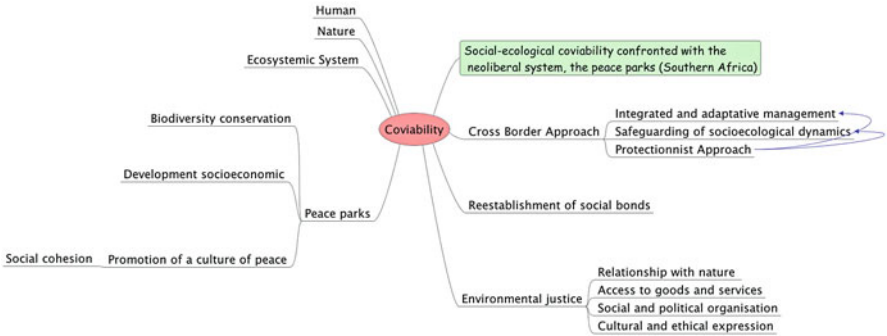 Human
Nature
Ecosystemic System
Biodiversity conservation
Development socioeconomic
Peace parks
Social cohesion
Promotion of a culture of peace
Coviability
Social-ecological coviability confronted with the
neoliberal system, the peace parks (Southern Africa)
Cross Border Approach
Integrated and adaptative management
Safeguarding of socioecological dynamics
Protectionnist Approach
Reestablishment of social bonds
Environmental justice
Relationship with nature
Access to goods and services
Social and political organisation
Cultural and ethical expression